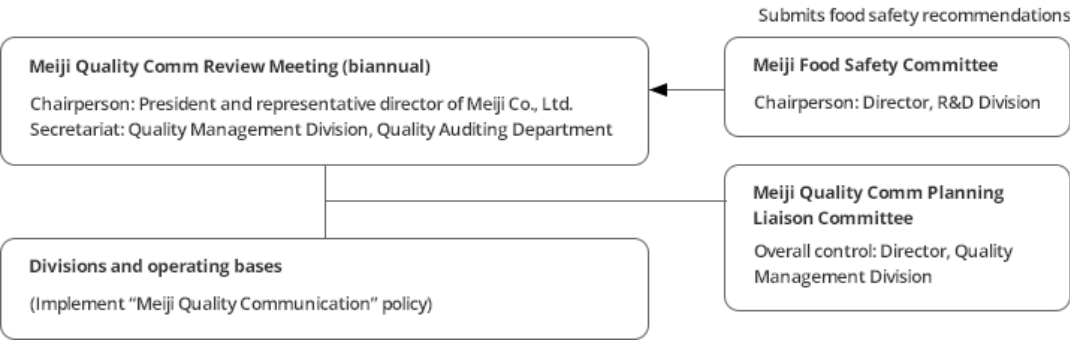 Submits food safety recommendations
Meiji Quality Comm Review Meeting (biannual)
Chairperson: President and representative director of Meiji Co., Ltd.
Secretariat: Quality Management Division, Quality Auditing Department
Meiji Food Safety Committee
Chairperson: Director, R&D Division
Meiji Quality Comm Planning
Liaison Committee
Overall control: Director, Quality
Management Division
Divisions and operating bases
(Implement “Meiji Quality Communication” policy)